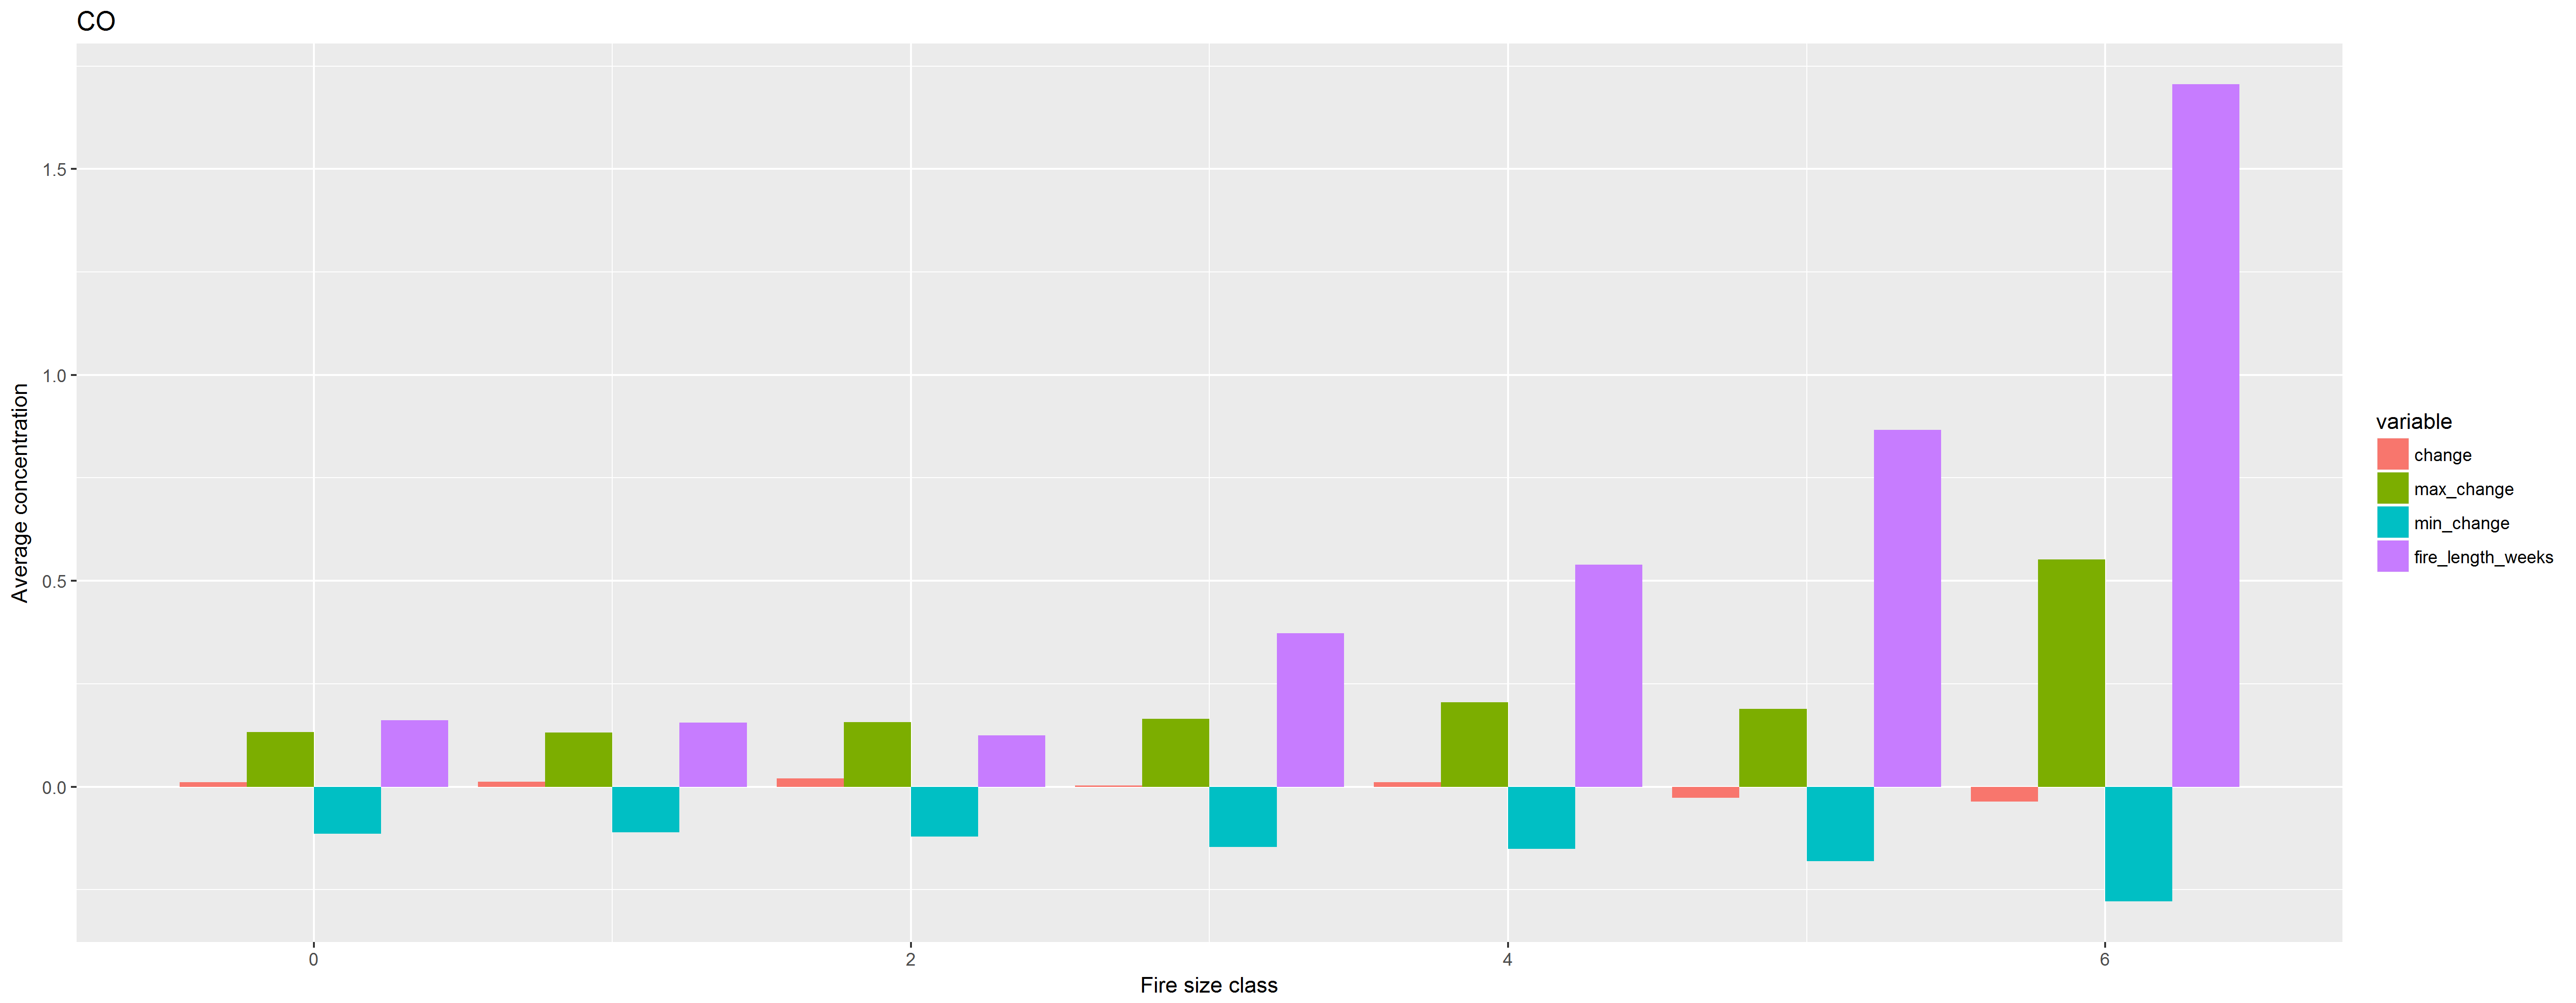 CO
Average concentration
1.5
1.0
0.5
0.0
0
2
4
6
Fire size class
variable
change
max_change
min_change
fire_length_weeks